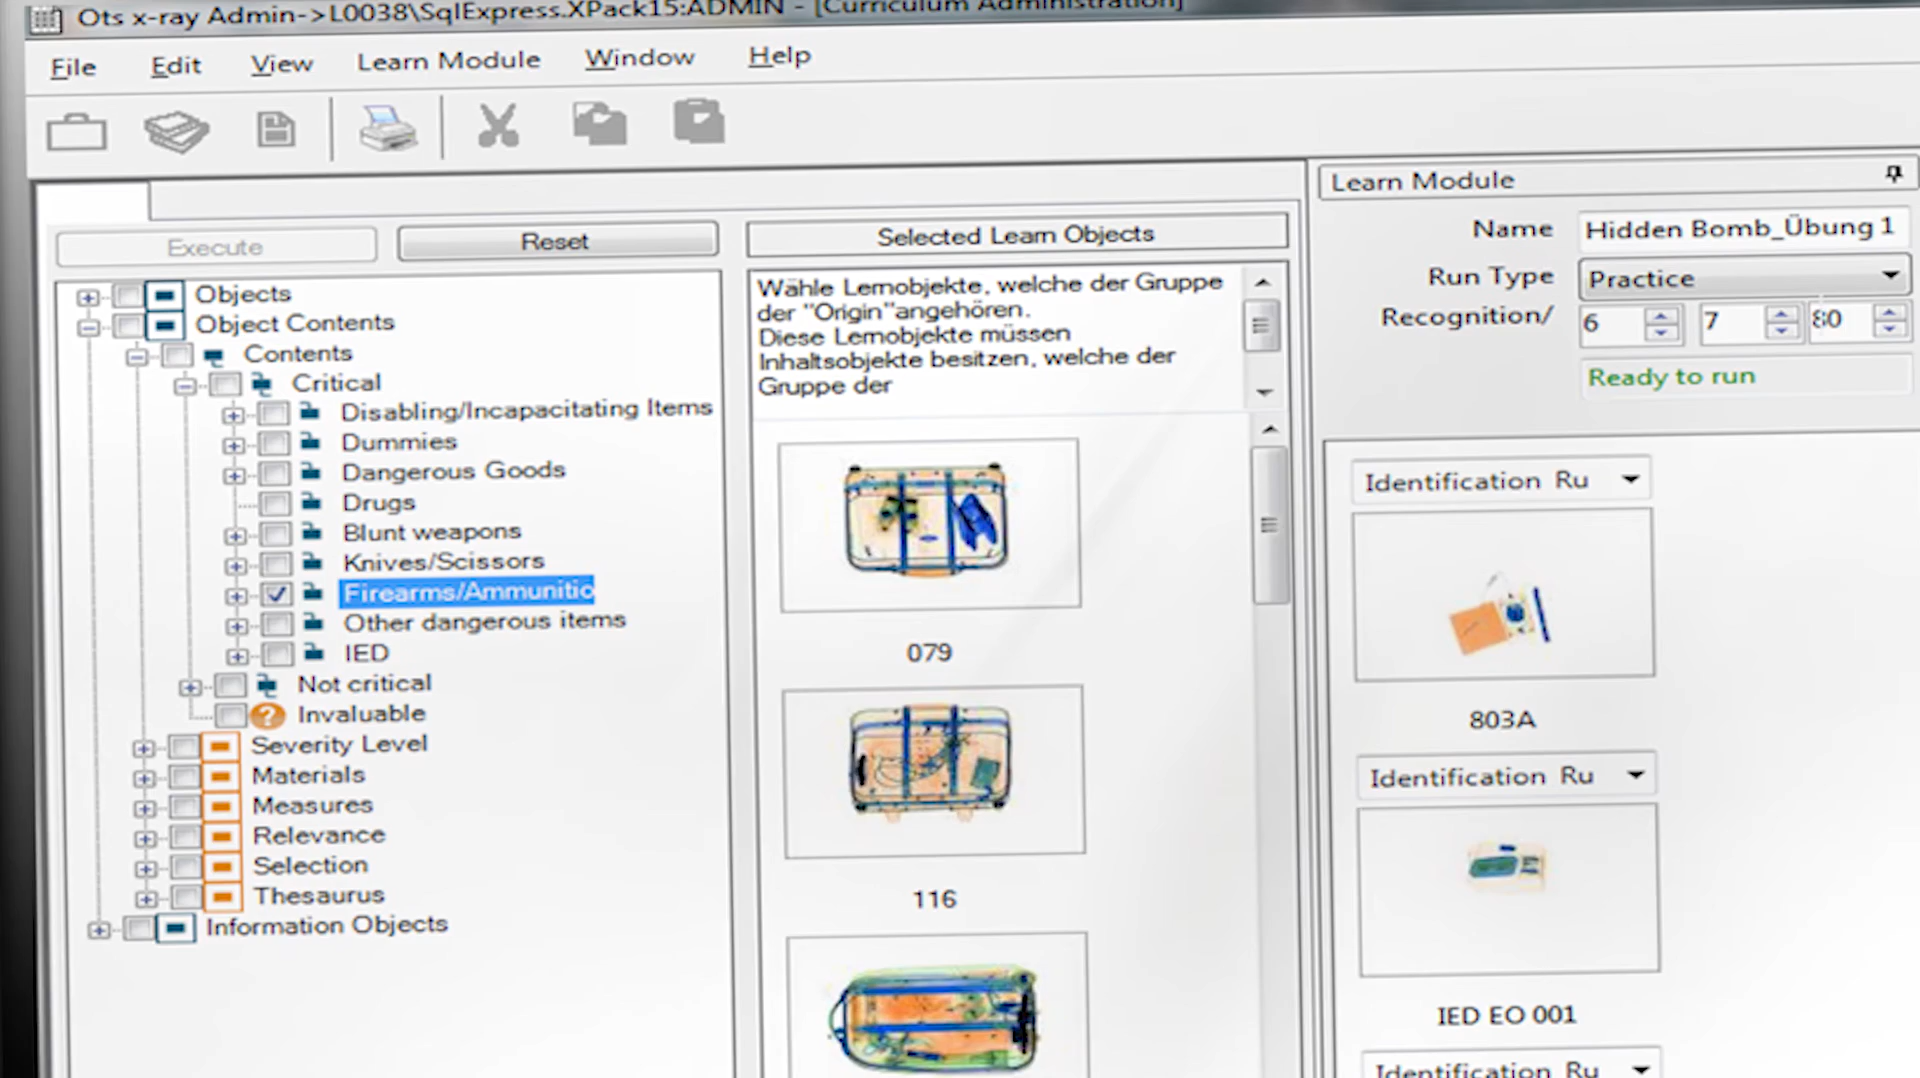 Ots x-ray Admin->L0038\SqlExpress.XPack15:ADMIN - [Curriculum Administration]
File Edit View Learn Module Window Help
Execute Reset
Objects
Object Contents
Contents
Critical
Disabling/Incapacitating Items
Dummies
Dangerous Goods
Drugs
Blunt weapons
Knives/Scissors
Firearms/Ammunitio
Other dangerous items
IED
Not critical
? Invaluable
Severity Level
Materials
Measures
Relevance
Selection
Thesaurus
Information Objects
Selected Learn Objects
Wähle Lernobjekte, welche der Gruppe
der "Origin"angehören.
Diese Lernobjekte müssen
Inhaltsobjekte besitzen, welche der
Gruppe der
079
116
Learn Module
Name Hidden Bomb_Übung 1
Run Type Practice
Recognition/ 6 7 80
Ready to run
Identification Ru
803A
Identification Ru
IED EO 001
Identification Ru